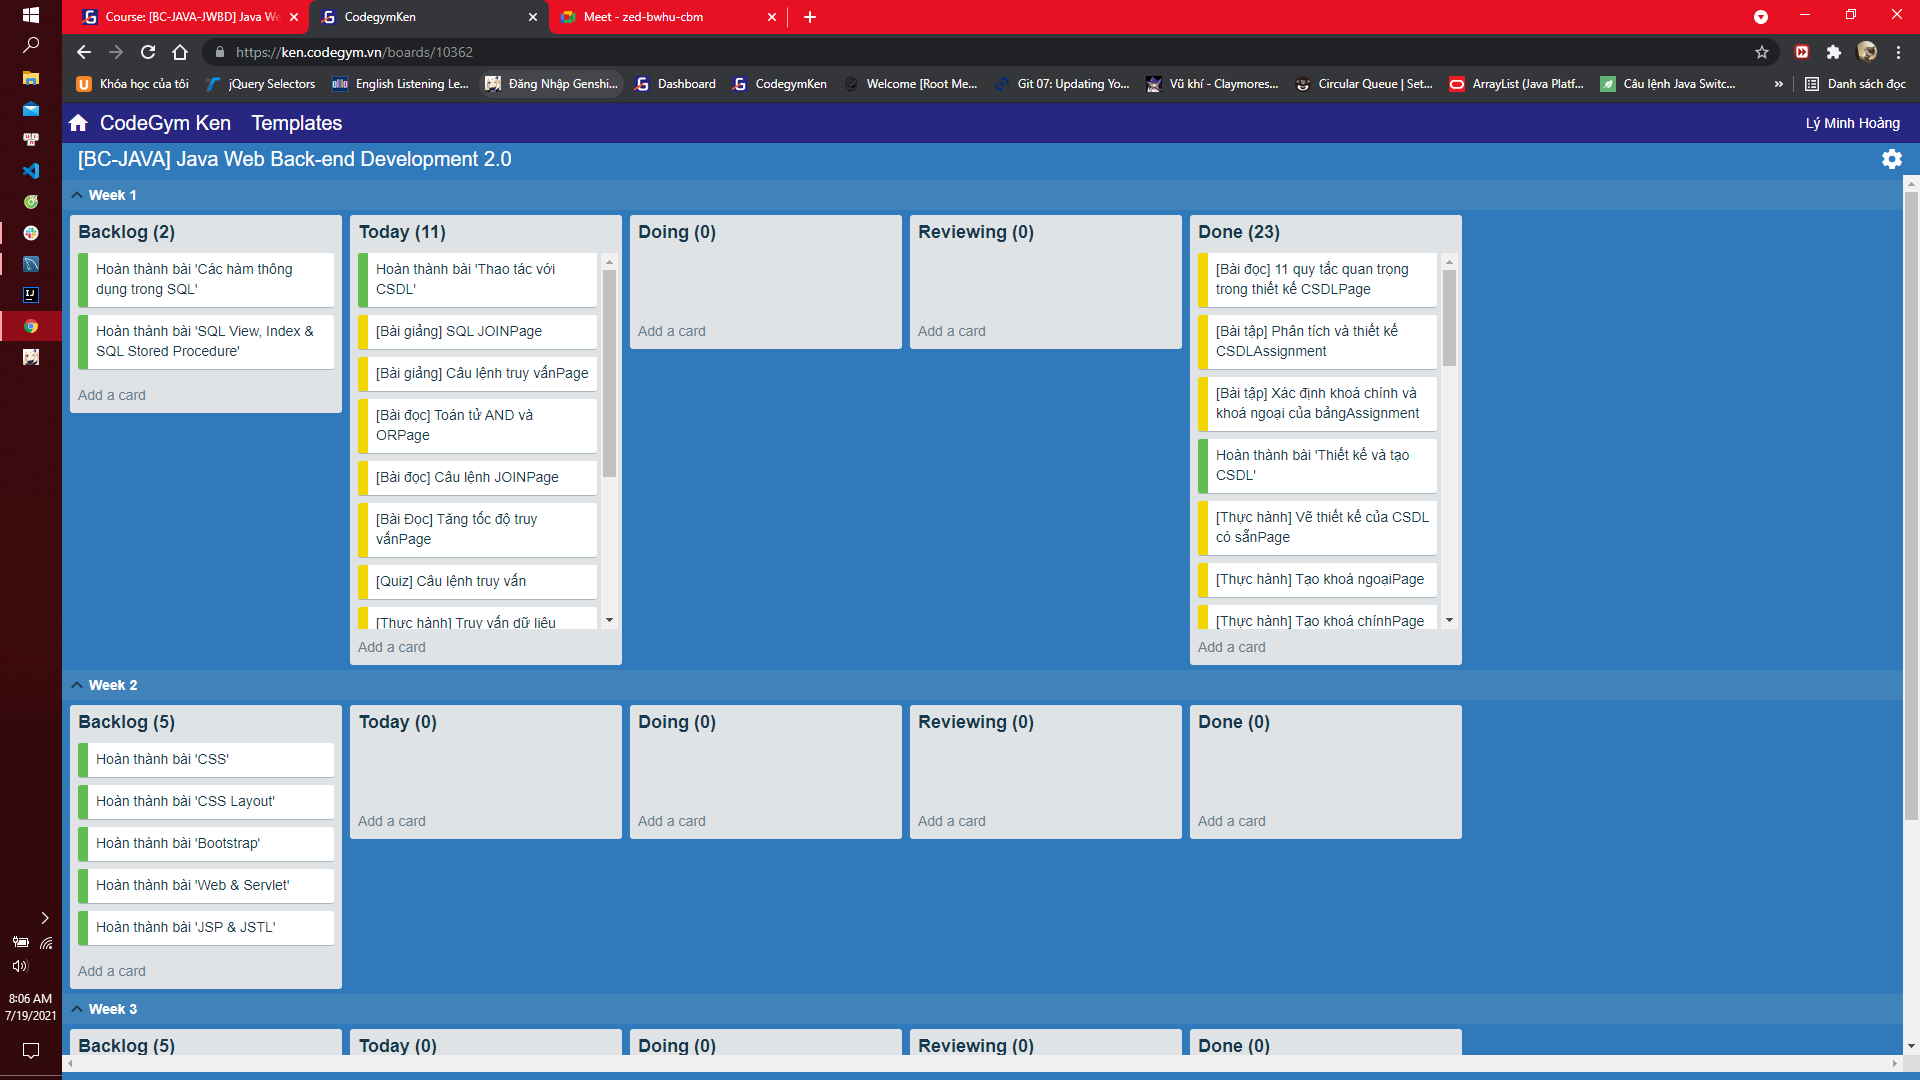 Course: [BC-JAVA-JWBD] Java We
CodegymKen
Meet - zed-bwhu-cbm
https://ken.codegym.vn/boards/10362
Khóa học của tôi
jQuery Selectors
English Listening Le...
Đăng Nhập Genshi...
Dashboard
CodegymKen
Welcome [Root Me...
Git 07: Updating Yo...
Vũ khí - Claymores...
Circular Queue | Set...
ArrayList (Java Platf...
Câu lệnh Java Switc...
»
Danh sách đọc
CodeGym Ken
Templates
Lý Minh Hoàng
[BC-JAVA] Java Web Back-end Development 2.0
Week 1
Backlog (2)
Hoàn thành bài 'Các hàm thông
dụng trong SQL'
Hoàn thành bài 'SQL View, Index &
SQL Stored Procedure'
Add a card
Today (11)
Hoàn thành bài 'Thao tác với
CSDL'
[Bài giảng] SQL JOINPage
[Bài giảng] Câu lệnh truy vấnPage
[Bài đọc] Toán tử AND và
ORPage
[Bài đọc] Câu lệnh JOINPage
[Bài Đọc] Tăng tốc độ truy
vấnPage
[Quiz] Câu lệnh truy vấn
[Thực hành] Truy vấn dữ liệu
Add a card
Doing (0)
Add a card
Reviewing (0)
Add a card
Done (23)
[Bài đọc] 11 quy tắc quan trọng
trong thiết kế CSDLPage
[Bài tập] Phân tích và thiết kế
CSDLAssignment
[Bài tập] Xác định khoá chính và
khoá ngoại của bảngAssignment
Hoàn thành bài 'Thiết kế và tạo
CSDL'
[Thực hành] Vẽ thiết kế của CSDL
có sẵnPage
[Thực hành] Tạo khoá ngoạiPage
[Thực hành] Tạo khoá chínhPage
Add a card
Week 2
Backlog (5)
Hoàn thành bài 'CSS'
Hoàn thành bài 'CSS Layout'
Hoàn thành bài 'Bootstrap'
Hoàn thành bài 'Web & Servlet'
Hoàn thành bài 'JSP & JSTL'
Add a card
Today (0)
Add a card
Doing (0)
Add a card
Reviewing (0)
Add a card
Done (0)
Add a card
Week 3
Backlog (5)
Today (0)
Doing (0)
Reviewing (0)
Done (0)
8:06 AM
7/19/2021